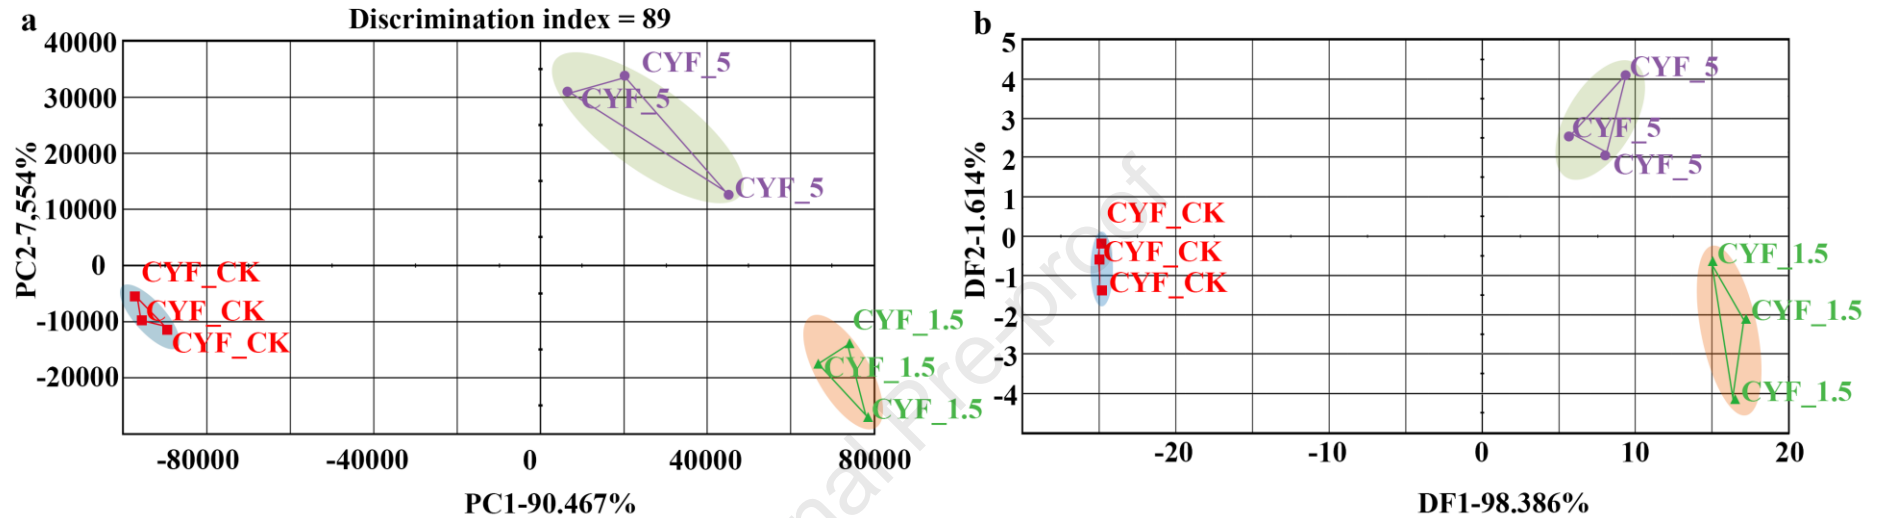 a
Discrimination index = 89
40000
30000
20000
10000
0
-10000
-20000
PC2-7,554%
CYF_5
CYF_5
CYF_5
CYF_CK
CYF_CK
CYF_CK
CYF_1.5
CYF_1.5
CYF_1.5
-80000
-40000
0
40000
80000
PC1-90.467%
b
5
4
3
2
1
0
-1
-2
-3
-4
DF2-1.614%
CYF_5
CYF_5
CYF_5
CYF_CK
CYF_CK
CYF_CK
CYF_1.5
CYF_1.5
CYF_1.5
-20
-10
0
10
20
DF1-98.386%
nal Pre-proof